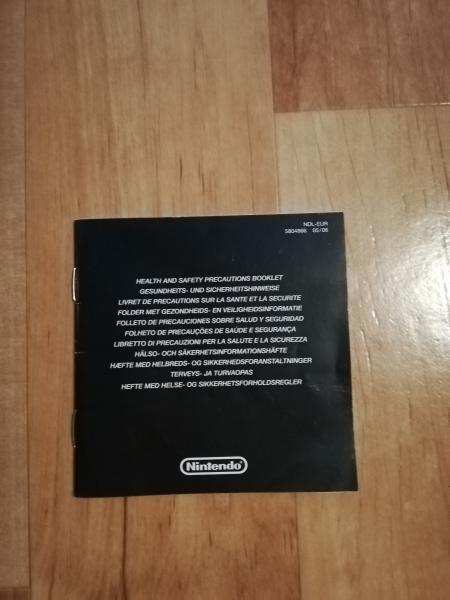 NDL-EUR
5804966 05/06
HEALTH AND SAFETY PRECAUTIONS BOOKLET
GESUNDHEITS- UND SICHERHEITSHINWEISE
LIVRET DE PRECAUTIONS SUR LA SANTE ET LA SECURITE
FOLDER MET GEZONDHEIDS- EN VEILIGHEIDSINFORMATIE
FOLLETO DE PRECAUCIONES SOBRE SALUD Y SEGURIDAD
FOLHETO DE PRECAUÇÕES DE SAÚDE E SEGURANÇA
LIBRETTO DI PRECAUZIONI PER LA SALUTE E LA SICUREZZA
HÄLSO- OCH SÄKERHETSINFORMATIONSHÄFTE
HÆFTE MED HELBREDS- OG SIKKERHEDSFORANSTALTNINGER
TERVEYS- JA TURVAOPAS
HEFTE MED HELSE- OG SIKKERHETSFORHOLDSREGLER
Nintendo